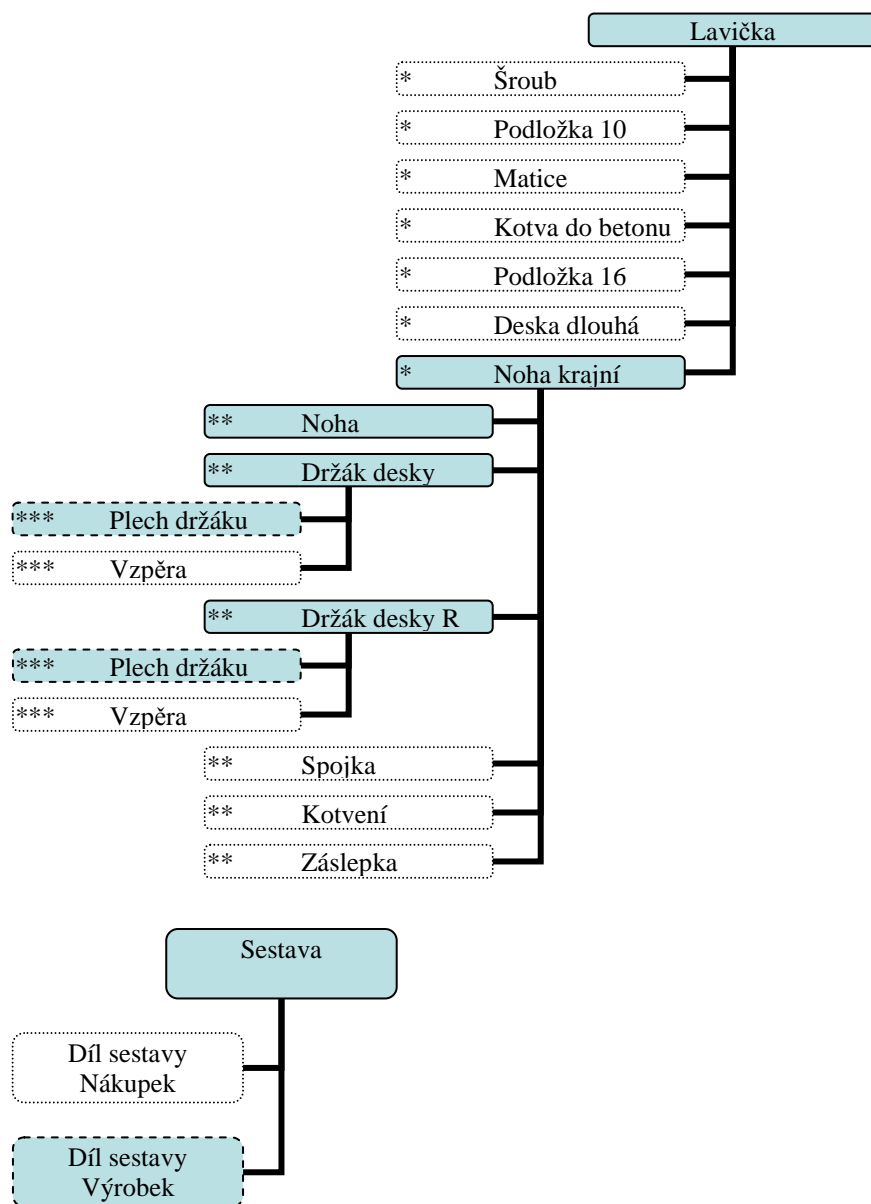 Lavička
* Šroub
* Podložka 10
* Matice
* Kotva do betonu
* Podložka 16
* Deska dlouhá
* Noha krajní
** Noha
** Držák desky
*** Plech držáku
*** Vzpěra
** Držák desky R
*** Plech držáku
*** Vzpěra
** Spojka
** Kotvení
** Záslepka
Sestava
Díl sestavy
Nákupek
Díl sestavy
Výrobek